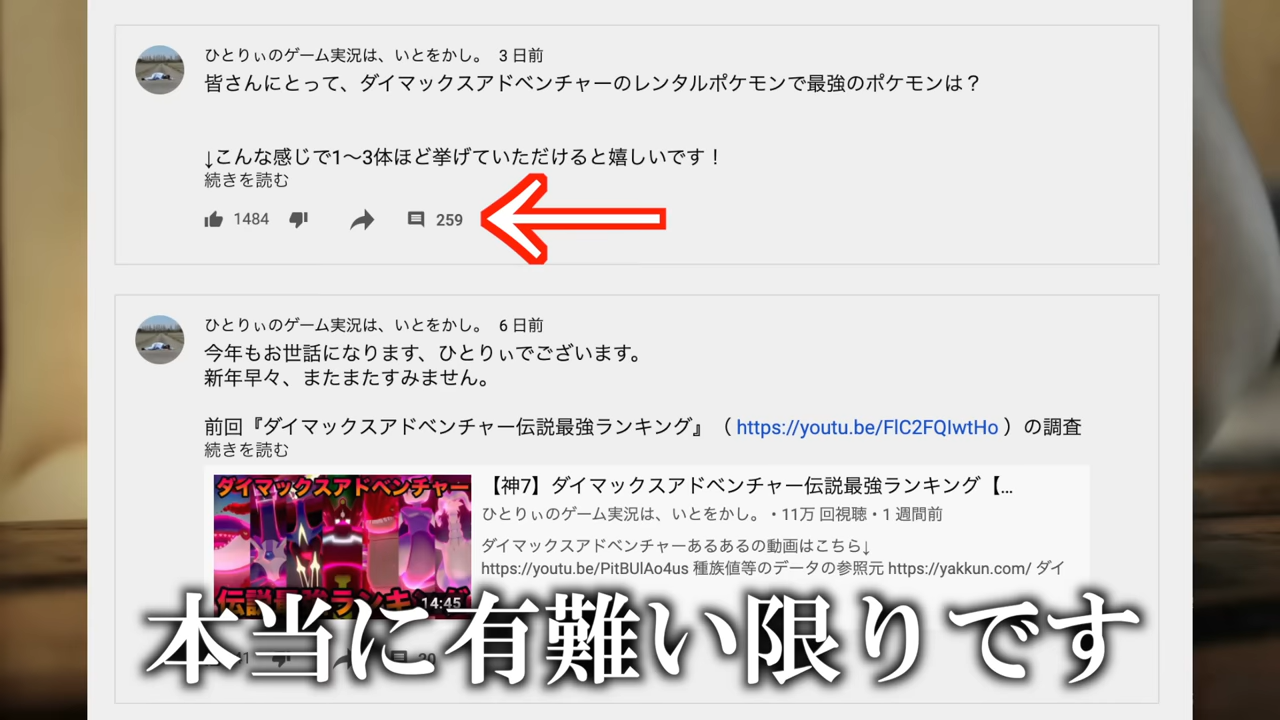 ひとりぃのゲーム実況は、いとをかし。 3 日前
皆さんにとって、ダイマックスアドベンチャーのレンタルポケモンで最強のポケモンは？
↓こんな感じで1〜3体ほど挙げていただけると嬉しいです！
続きを読む
1484 259
ひとりぃのゲーム実況は、いとをかし。 6 日前
今年もお世話になります、ひとりぃでございます。
新年早々、またまたすみません。
前回『ダイマックスアドベンチャー伝説最強ランキング』（ https://youtu.be/FlC2FQIwtHo ）の調査
続きを読む
ダイマックスアドベンチャー
伝説最強ランキング
14:45
【神7】ダイマックスアドベンチャー伝説最強ランキング【...
ひとりぃのゲーム実況は、いとをかし。・11万 回視聴・1 週間前
ダイマックスアドベンチャーあるあるの動画はこちら↓
https://youtu.be/PitBUlAo4us 種族値等のデータの参照元 https://yakkun.com/ ダイ
本当に有難い限りです